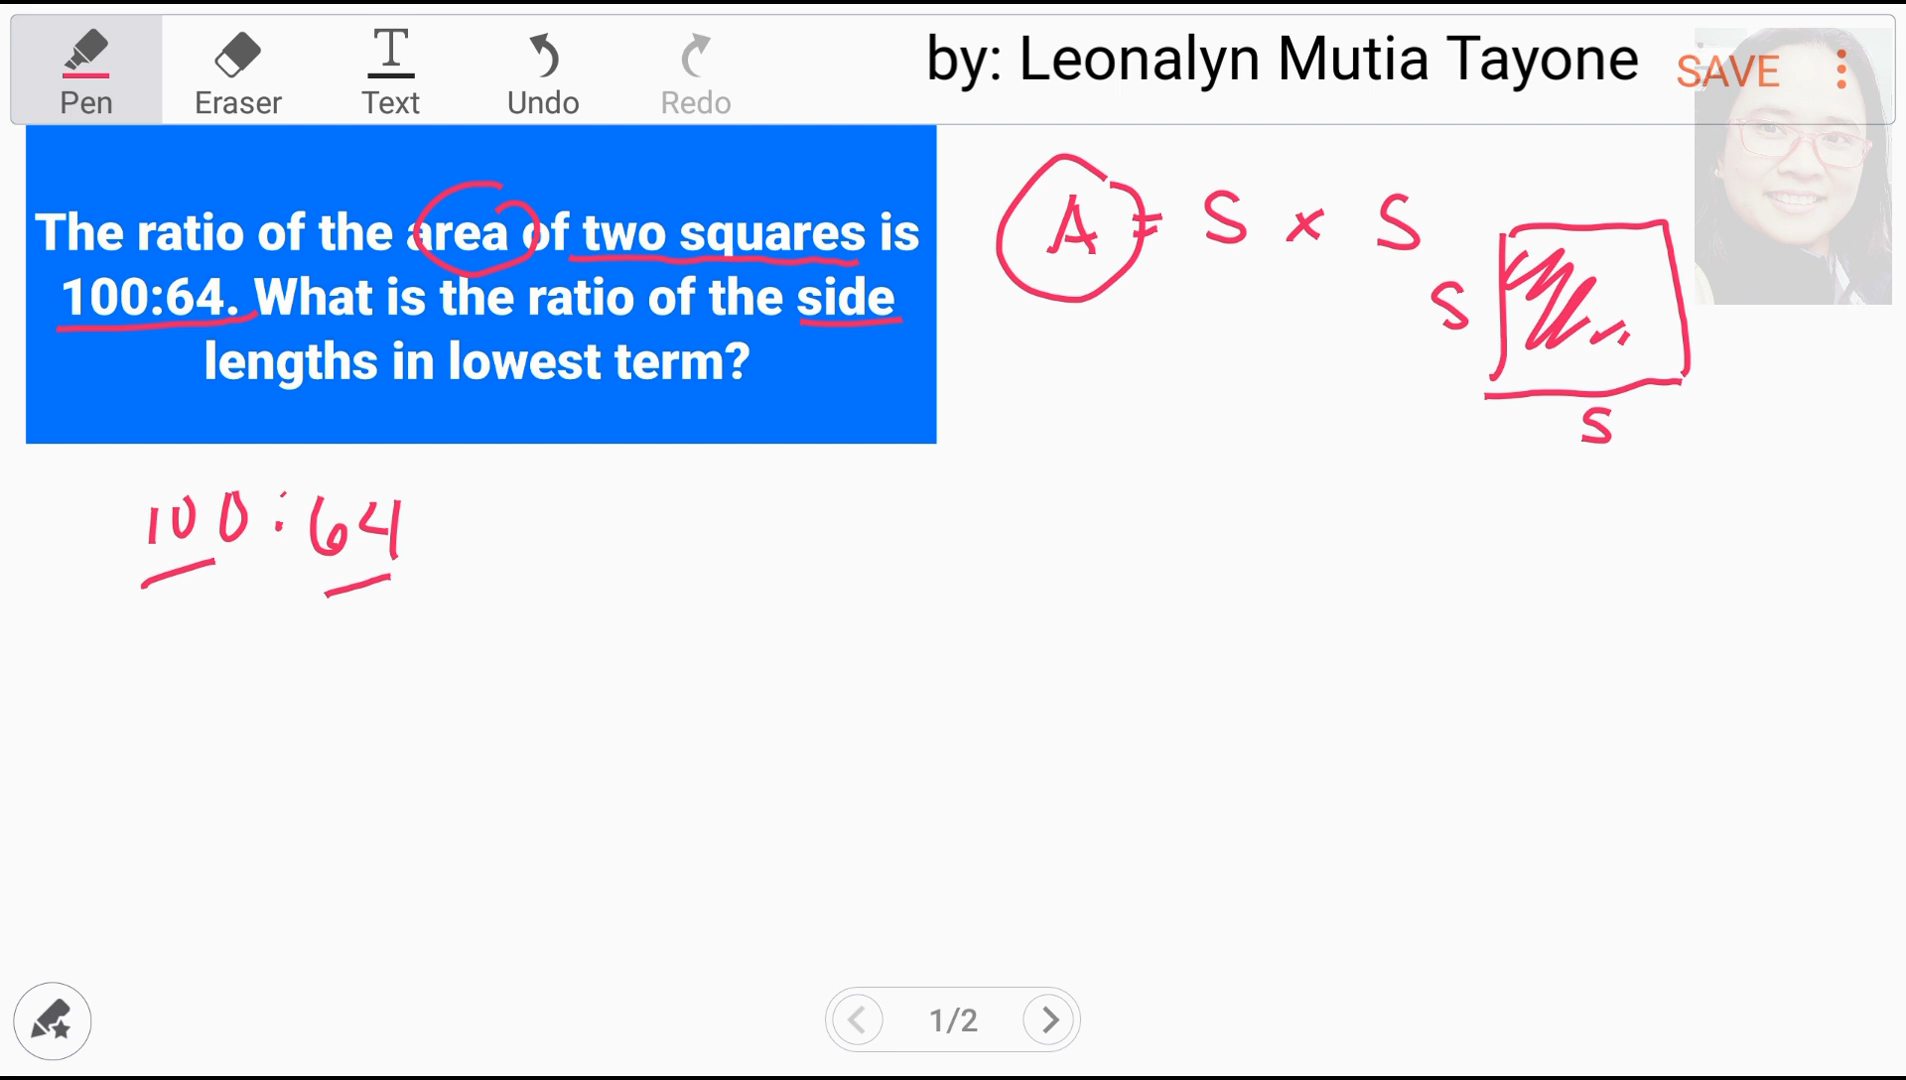 by: Leonalyn Mutia Tayone
SAVE
Pen
Eraser
Text
Undo
Redo
The ratio of the area of two squares is
100:64. What is the ratio of the side
lengths in lowest term?
A = S × S
S
S
100:64
1/2